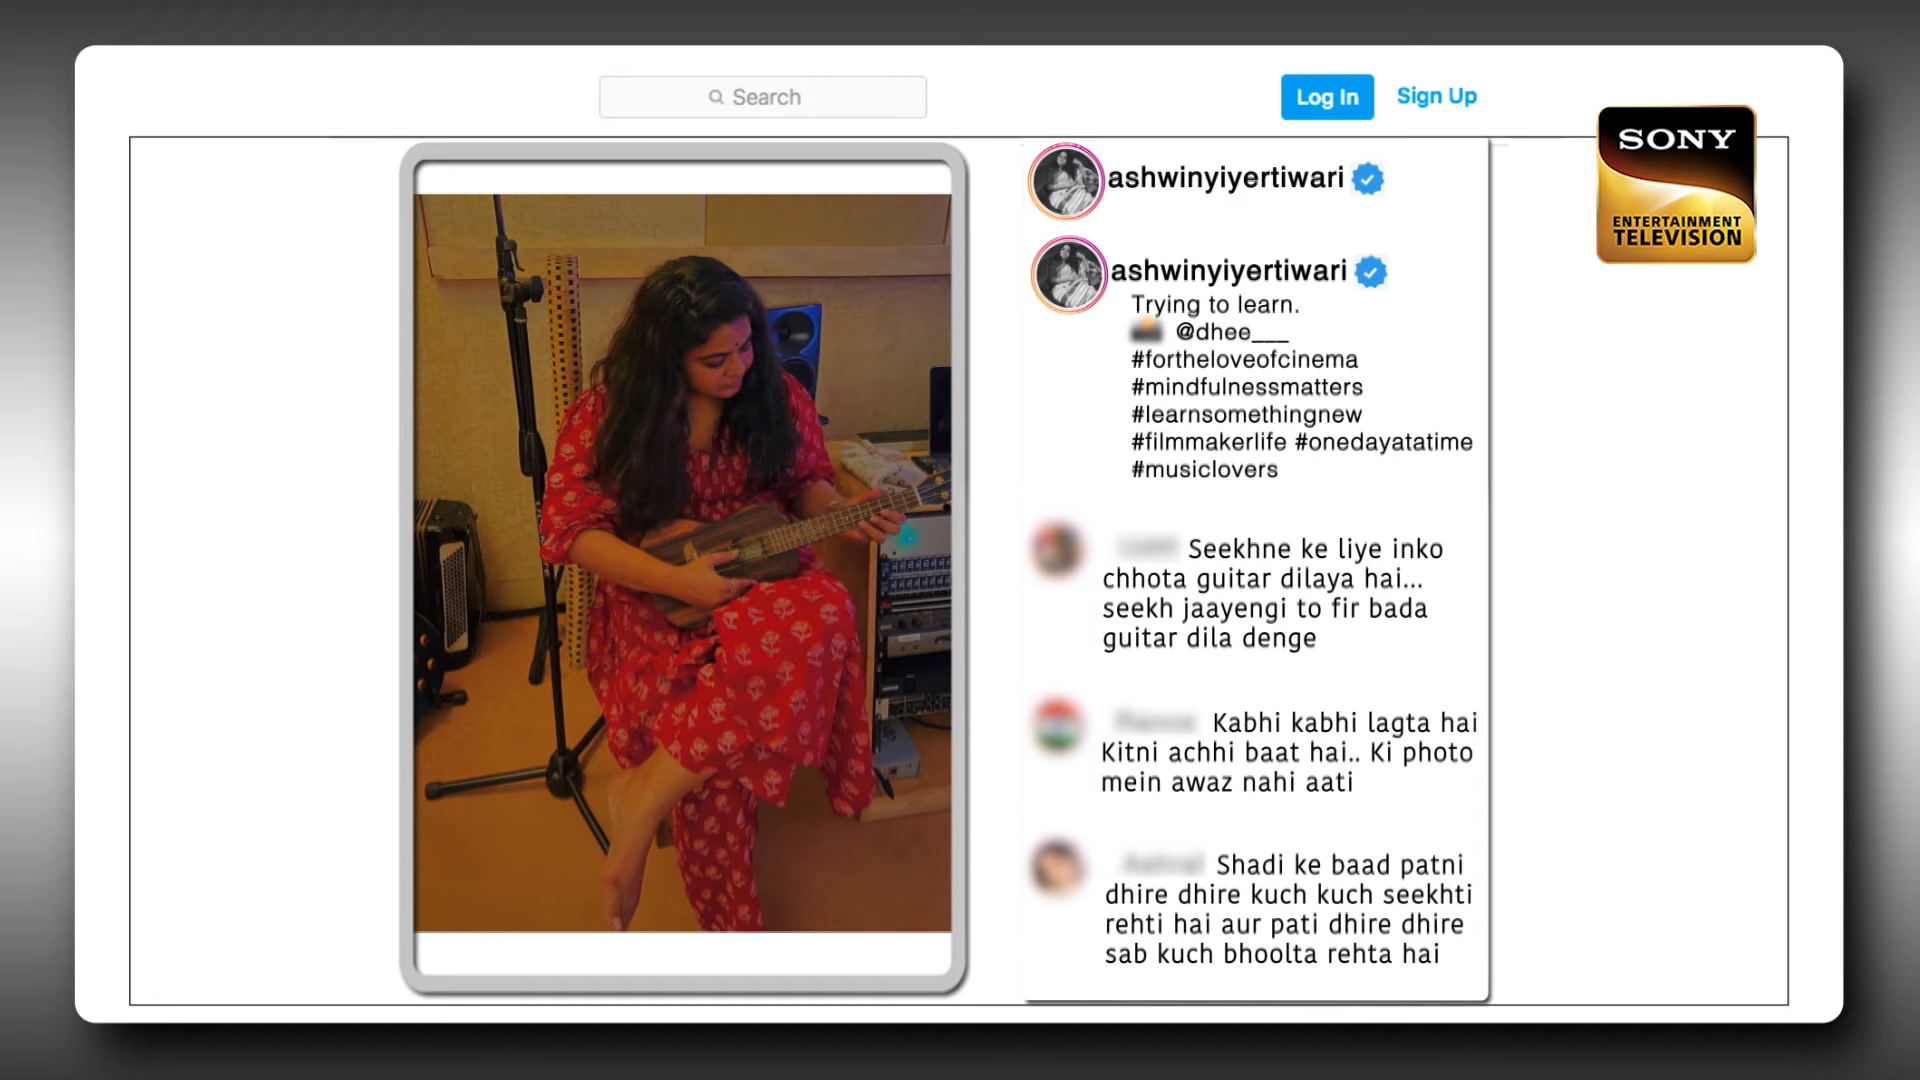 Search
Log In
Sign Up
SONY
ENTERTAINMENT
TELEVISION
ashwinyiyertiwari
ashwinyiyertiwari
Trying to learn.
@dhee___
#fortheloveofcinema
#mindfulnessmatters
#learnsomethingnew
#filmmakerlife #onedayatatime
#musiclovers
Seekhne ke liye inko
chhota guitar dilaya hai...
seekh jaayengi to fir bada
guitar dila denge
Kabhi kabhi lagta hai
Kitni achhi baat hai.. Ki photo
mein awaz nahi aati
Shadi ke baad patni
dhire dhire kuch kuch seekhti
rehti hai aur pati dhire dhire
sab kuch bhoolta rehta hai